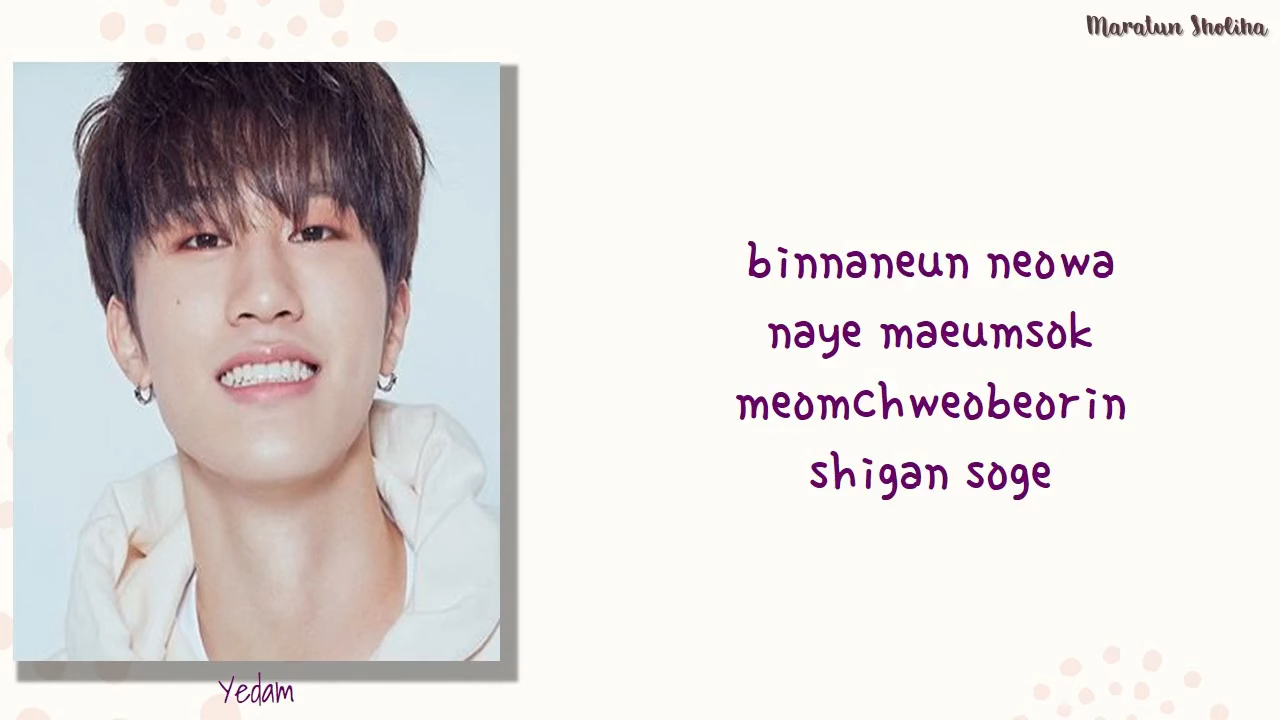 Maratun Sholiha
binnaneun neowa
naye maeumsok
meomchweobeorin
shigan soge
Yedam